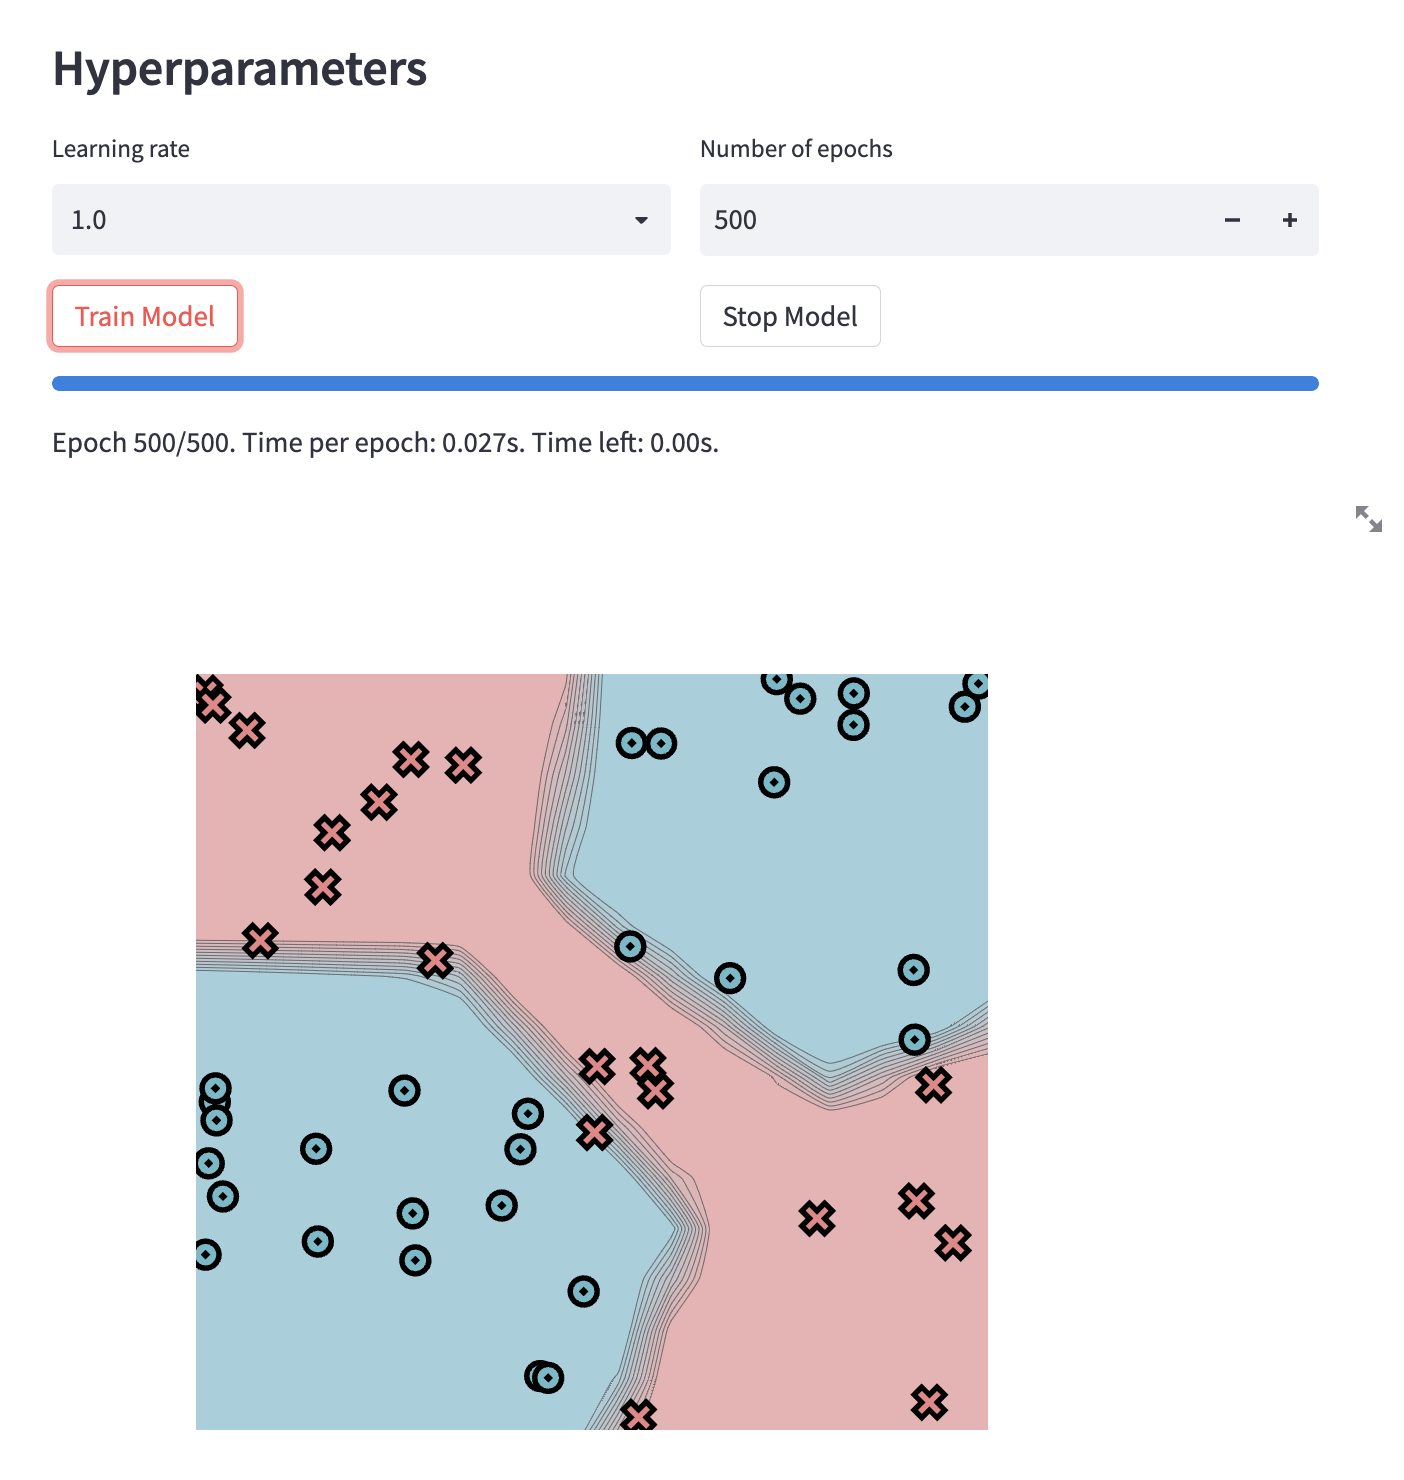 Hyperparameters
Learning rate
Number of epochs
1.0
500
Train Model
Stop Model
Epoch 500/500. Time per epoch: 0.027s. Time left: 0.00s.